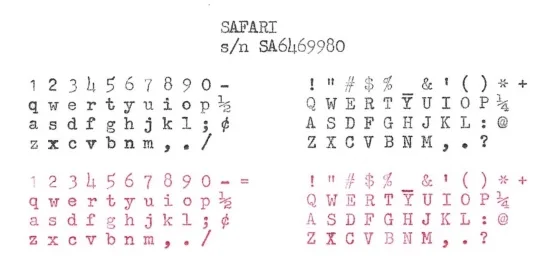 SAFARI
s/n SA6469980
1 2 3 4 5 6 7 8 9 0 - ! " # $ % _ & ' ( ) * +
q w e r t y u i o p ½ Q W E R T Y U I O P ¼
a s d f g h j k l ; ¢ A S D F G H J K L : @
z x c v b n m , . / Z X C V B N M , . ?
1 2 3 4 5 6 7 8 9 0 - = ! " # $ % _ & ' ( ) * +
q w e r t y u i o p ½ Q W E R T Y U I O P ¼
a s d f g h j k l ; ¢ A S D F G H J K L : @
z x c v b n m , . / Z X C V B N M , . ?